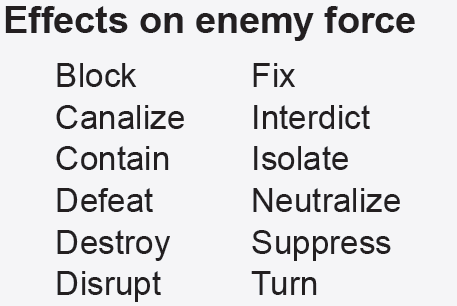 Effects on enemy force
Block Fix
Canalize Interdict
Contain Isolate
Defeat Neutralize
Destroy Suppress
Disrupt Turn